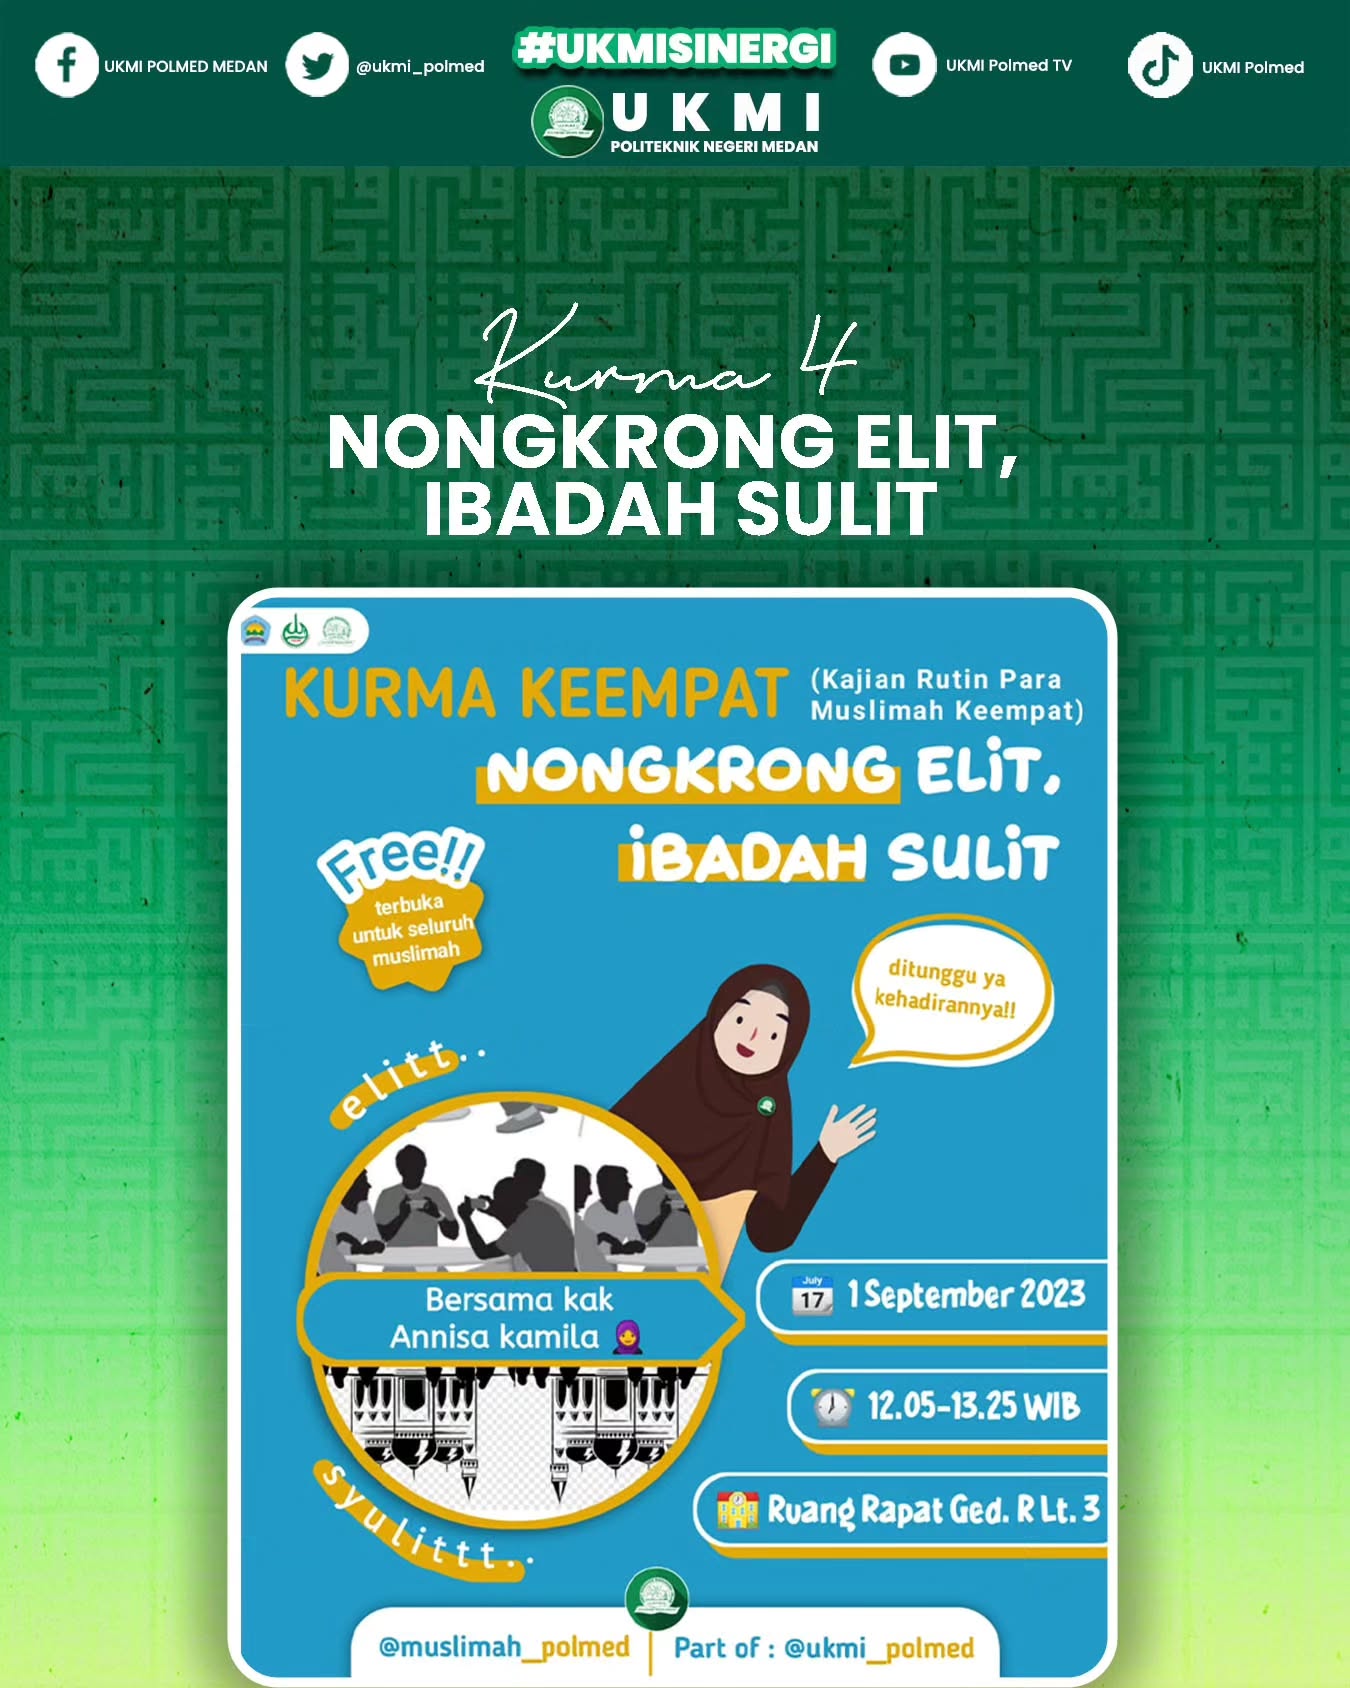 UKMI POLMED MEDAN
@ukmi_polmed
#UKMISINERGI
UKMI
POLITEKNIK NEGERI MEDAN
UKMI Polmed TV
UKMI Polmed
Kurma 4
NONGKRONG ELIT,
IBADAH SULIT
KURMA KEEMPAT
(Kajian Rutin Para
Muslimah Keempat)
NONGKRONG ELiT,
iBADAH SULiT
Free!!
terbuka
untuk seluruh
muslimah
ditunggu ya
kehadirannya!!
elitt..
Bersama kak
Annisa kamila
syulittt..
July
17
1 September 2023
12.05-13.25 WIB
Ruang Rapat Ged. R Lt. 3
@muslimah_polmed
Part of : @ukmi_polmed